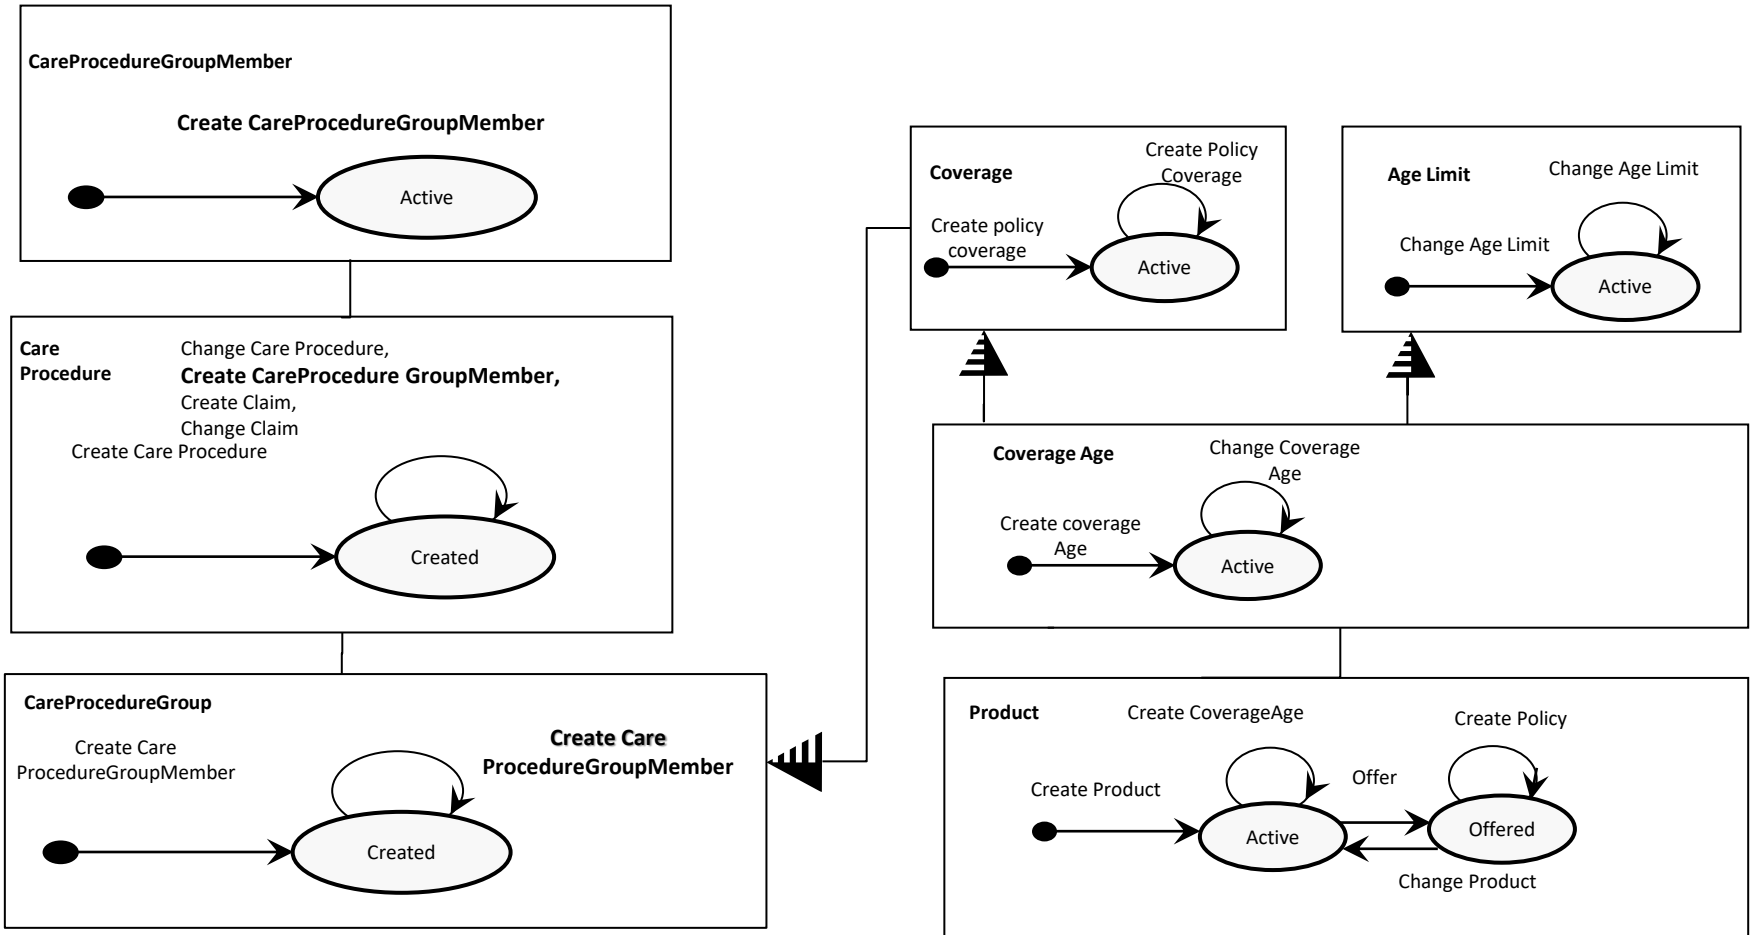 CareProcedureGroupMember
Create CareProcedureGroupMember
Active
Care
Procedure
Change Care Procedure,
Create CareProcedure GroupMember,
Create Claim,
Change Claim
Create Care Procedure
Created
CareProcedureGroup
Create Care
ProcedureGroupMember
Create Care
ProcedureGroupMember
Created
Coverage
Create Policy
Coverage
Create policy
coverage
Active
Age Limit
Change Age Limit
Change Age Limit
Active
Coverage Age
Change Coverage
Age
Create coverage
Age
Active
Product
Create CoverageAge
Create Policy
Create Product
Offer
Active
Offered
Change Product